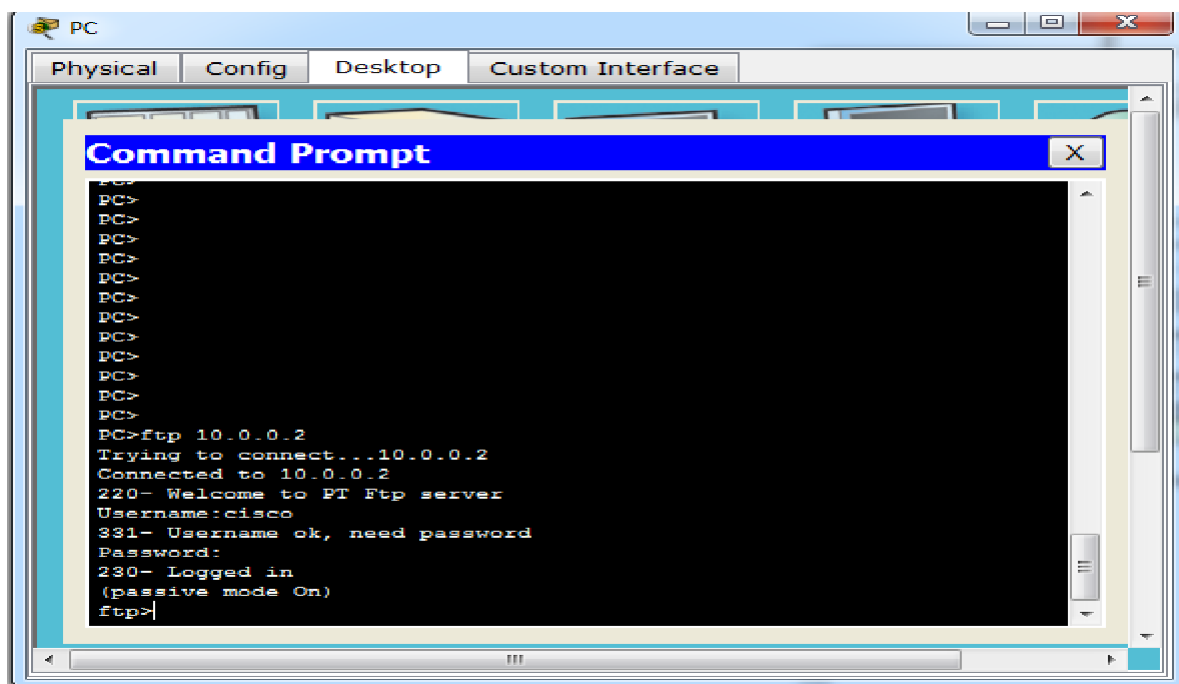 PC
Physical Config Desktop Custom Interface
Command Prompt X
PC>
PC>
PC>
PC>
PC>
PC>
PC>
PC>
PC>
PC>
PC>
PC>
PC>
PC>ftp 10.0.0.2
Trying to connect...10.0.0.2
Connected to 10.0.0.2
220- Welcome to PT Ftp server
Username:cisco
331- Username ok, need password
Password:
230- Logged in
(passive mode On)
ftp>